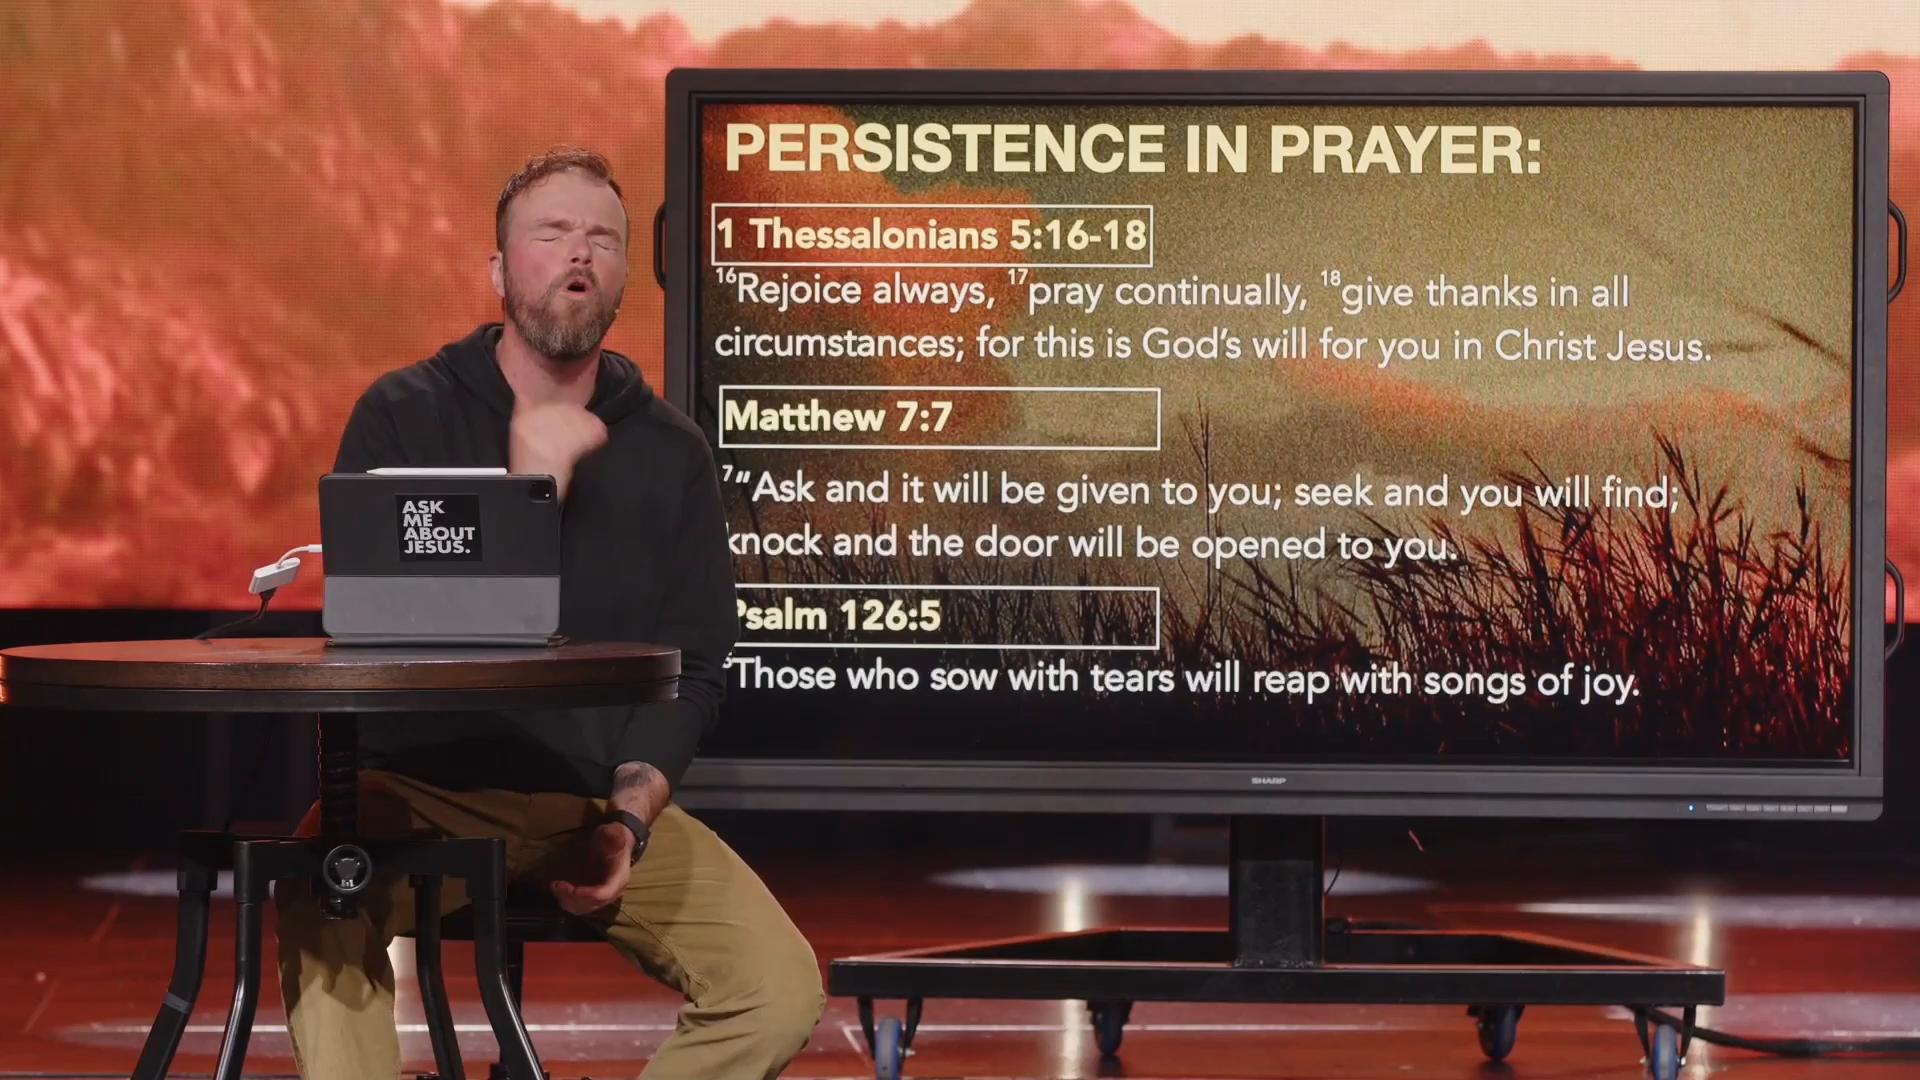 PERSISTENCE IN PRAYER:
1 Thessalonians 5:16-18
16Rejoice always, 17pray continually, 18give thanks in all
circumstances; for this is God's will for you in Christ Jesus.
Matthew 7:7
7"Ask and it will be given to you; seek and you will find;
knock and the door will be opened to you.
Psalm 126:5
5Those who sow with tears will reap with songs of joy.
ASK
ME
ABOUT
JESUS.
SHARP